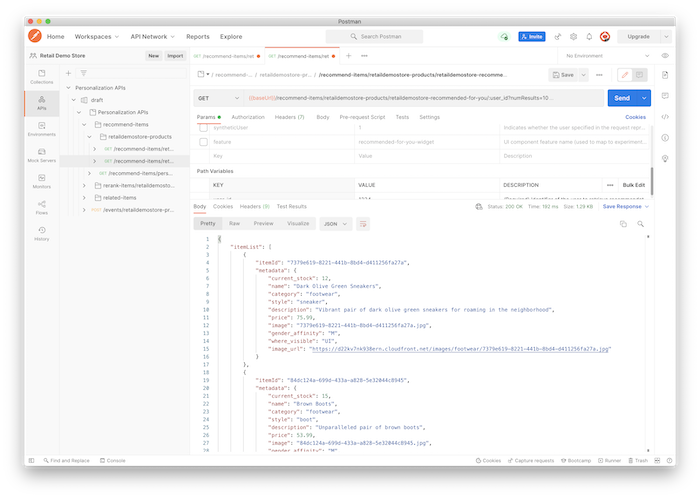 Postman
Home Workspaces API Network Reports Explore Search Postman Invite Upgrade
Retail Demo Store New Import GET /recommend-items/ret GET /recommend-items/ret No Environment
Collections
APIs
Environments
Mock Servers
Monitors
Flows
History
Personalization APIs
draft
Personalization APIs
recommend-items
retaildemostore-products
GET /recommend-items/ret...
GET /recommend-items/ret...
GET /recommend-items/pers...
rerank-items/retaildemosto...
related-items
POST /events/retaildemostore-pr...
/recommend-... / retaildemostore-pr... / /recommend-items/retaildemostore-products/retaildemostore-recomme... Save
GET {{baseUrl}}/recommend-items/retaildemostore-products/retaildemostore-recommended-for-you/:user_id?numResults=10... Send
Params Authorization Headers (7) Body Pre-request Script Tests Settings Cookies
syntheticUser 1 Indicates whether the user specified in the request repre...
feature recommended-for-you-widget UI component feature name (used to map to experiment...
Key Value Description
Path Variables
KEY VALUE DESCRIPTION Bulk Edit
Body Cookies Headers (8) Test Results Status: 200 OK Time: 192 ms Size: 1.29 KB Save Response
Pretty Raw Preview Visualize JSON
1 {
2 "itemList": [
3 {
4 "itemId": "7379e619-8221-441b-8bd4-d411256fa27a",
5 "metadata": {
6 "current_stock": 12,
7 "name": "Dark Olive Green Sneakers",
8 "category": "footwear",
9 "style": "sneaker",
10 "description": "Vibrant pair of dark olive green sneakers for roaming in the neighborhood",
11 "price": 75.99,
12 "image": "7379e619-8221-441b-8bd4-d411256fa27a.jpg",
13 "gender_affinity": "M",
14 "where_visible": "UI",
15 "image_url": "https://d22kv7nk938ern.cloudfront.net/images/footwear/7379e619-8221-441b-8bd4-d411256fa27a.jpg"
16 }
17 },
18 {
19 "itemId": "84dc124a-699d-433a-a828-5e32044c8945",
20 "metadata": {
21 "current_stock": 15,
22 "name": "Brown Boots",
23 "category": "footwear",
24 "style": "boot",
25 "description": "Unparalleled pair of brown boots",
26 "price": 53.99,
27 "image": "84dc124a-699d-433a-a828-5e32044c8945.jpg",
28 "gender_affinity": "M"
Find and Replace Console Cookies Capture requests Bootcamp Runner Trash